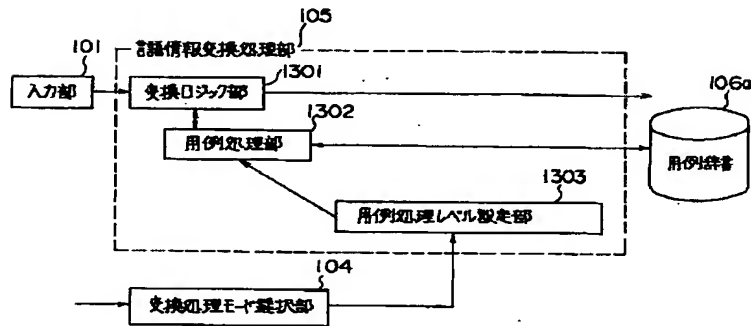 105
言語情報変換処理部
101
入力部
1301
変換ロジック部
1302
用例処理部
106a
用例辞書
1303
用例処理レベル設定部
104
変換処理モード選択部